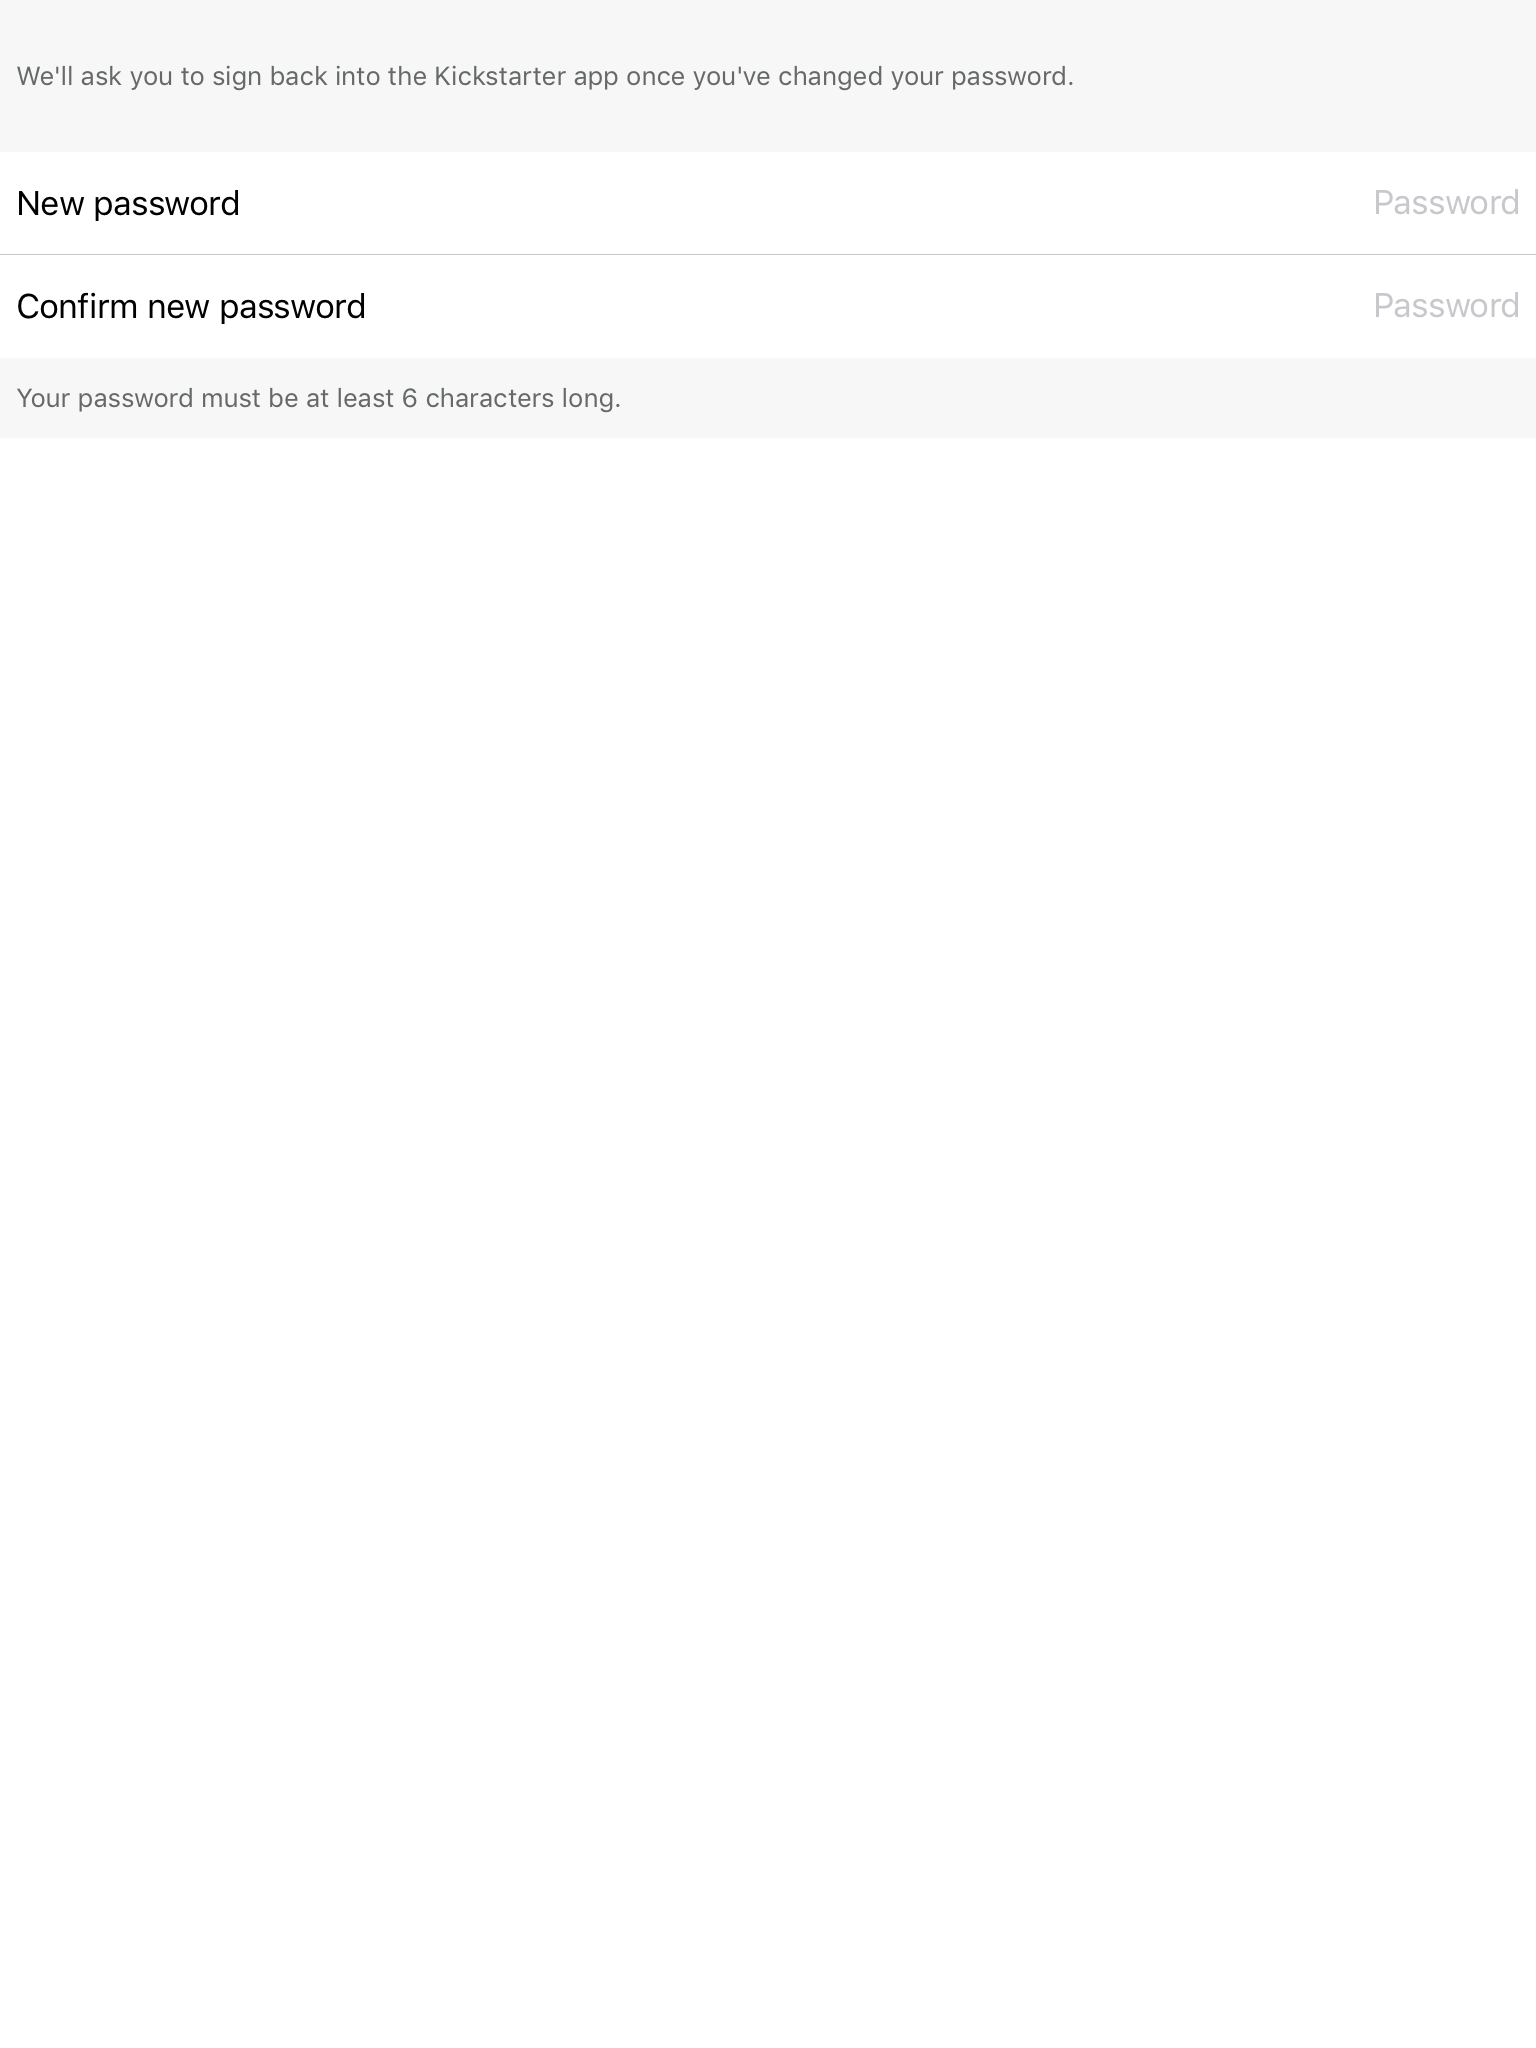 We'll ask you to sign back into the Kickstarter app once you've changed your password.
New password Password
Confirm new password Password
Your password must be at least 6 characters long.